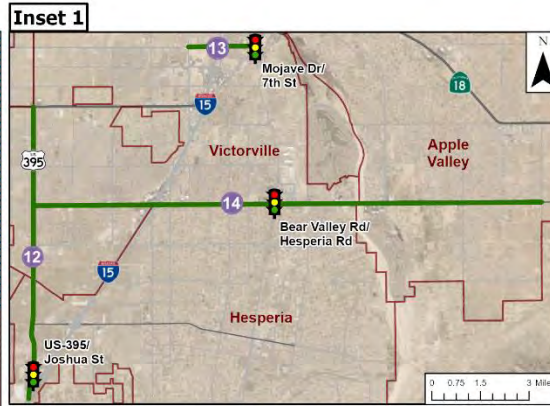 Inset 1
N
13
Mojave Dr/
7th St
18
15
US
395
Victorville
Apple
Valley
14
Bear Valley Rd/
Hesperia Rd
12
15
Hesperia
US-395/
Joshua St
0 0.75 1.5 3 Mile